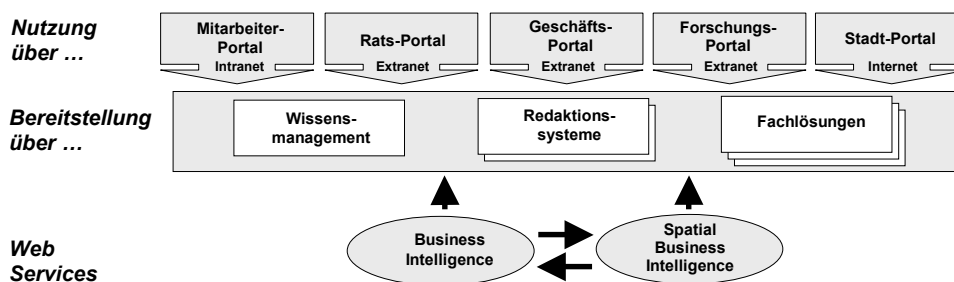 Nutzung
über …
Mitarbeiter-
Portal
Intranet
Rats-Portal
Extranet
Geschäfts-
Portal
Extranet
Forschungs-
Portal
Extranet
Stadt-Portal
Internet
Bereitstellung
über …
Wissens-
management
Redaktions-
systeme
Fachlösungen
Web
Services
Business
Intelligence
Spatial
Business
Intelligence